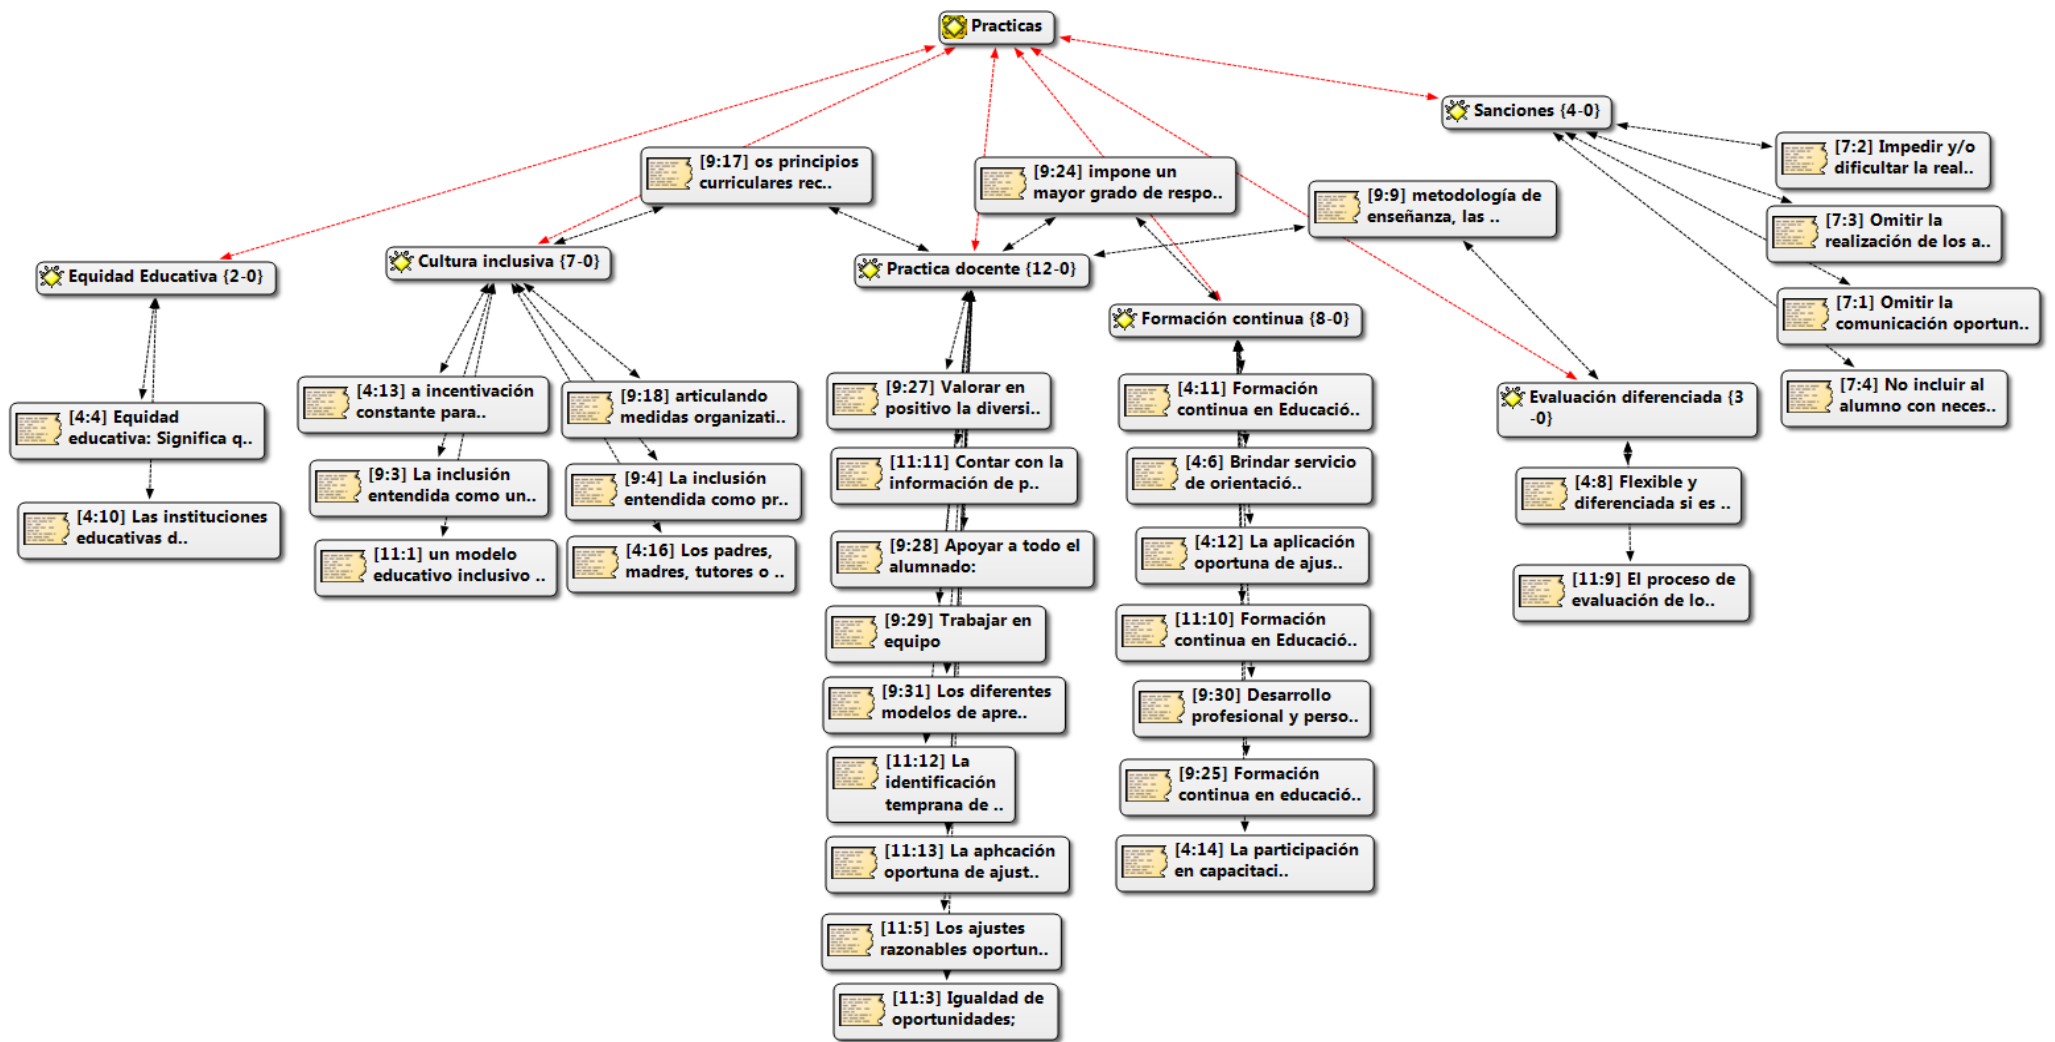 Practicas
Sanciones {4-0}
[7:2] Impedir y/o
dificultar la real..
[9:17] os principios
curriculares rec..
[9:24] impone un
mayor grado de respo..
[9:9] metodología de
enseñanza, las ..
[7:3] Omitir la
realización de los a..
Equidad Educativa {2-0}
Cultura inclusiva {7-0}
Practica docente {12-0}
Formación continua {8-0}
[7:1] Omitir la
comunicación oportun..
[7:4] No incluir al
alumno con neces..
Evaluación diferenciada {3
-0}
[4:4] Equidad
educativa: Significa q..
[4:10] Las instituciones
educativas d..
[4:13] a incentivación
constante para..
[9:18] articulando
medidas organizati..
[9:3] La inclusión
entendida como un..
[9:4] La inclusión
entendida como pr..
[11:1] un modelo
educativo inclusivo ..
[4:16] Los padres,
madres, tutores o ..
[9:27] Valorar en
positivo la diversi..
[11:11] Contar con la
información de p..
[9:28] Apoyar a todo el
alumnado:
[9:29] Trabajar en
equipo
[9:31] Los diferentes
modelos de apre..
[11:12] La
identificación
temprana de ..
[11:13] La aphcación
oportuna de ajust..
[11:5] Los ajustes
razonables oportun..
[11:3] Igualdad de
oportunidades;
[4:11] Formación
continua en Educació..
[4:6] Brindar servicio
de orientació..
[4:12] La aplicación
oportuna de ajus..
[11:10] Formación
continua en Educació..
[9:30] Desarrollo
profesional y perso..
[9:25] Formación
continua en educació..
[4:14] La participación
en capacitaci..
[4:8] Flexible y
diferenciada si es ..
[11:9] El proceso de
evaluación de lo..